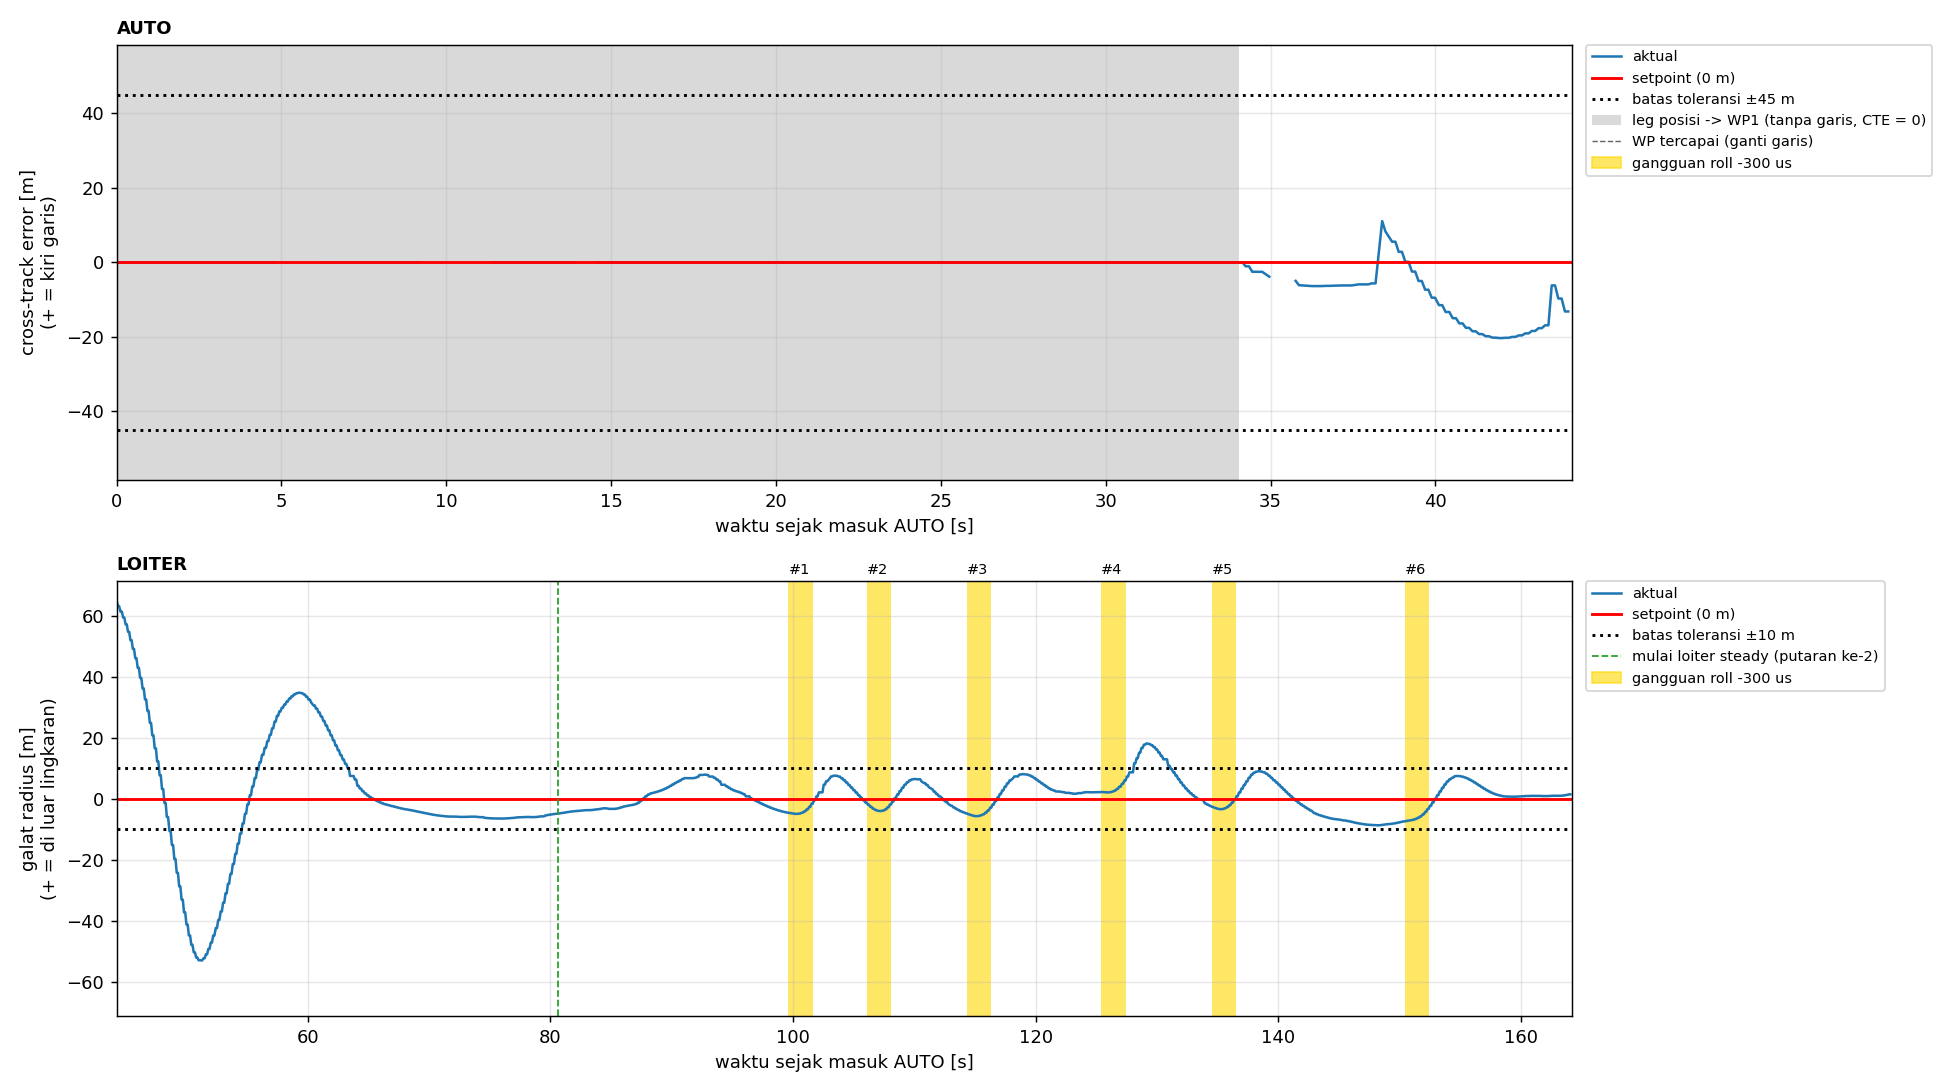 AUTO
40
20
0
−20
−40
cross-track error [m]
(+ = kiri garis)
0
5
10
15
20
25
30
35
40
waktu sejak masuk AUTO [s]
aktual
setpoint (0 m)
batas toleransi ±45 m
leg posisi -> WP1 (tanpa garis, CTE = 0)
WP tercapai (ganti garis)
gangguan roll -300 us
LOITER
#1
#2
#3
#4
#5
#6
60
40
20
0
−20
−40
−60
galat radius [m]
(+ = di luar lingkaran)
60
80
100
120
140
160
waktu sejak masuk AUTO [s]
aktual
setpoint (0 m)
batas toleransi ±10 m
mulai loiter steady (putaran ke-2)
gangguan roll -300 us